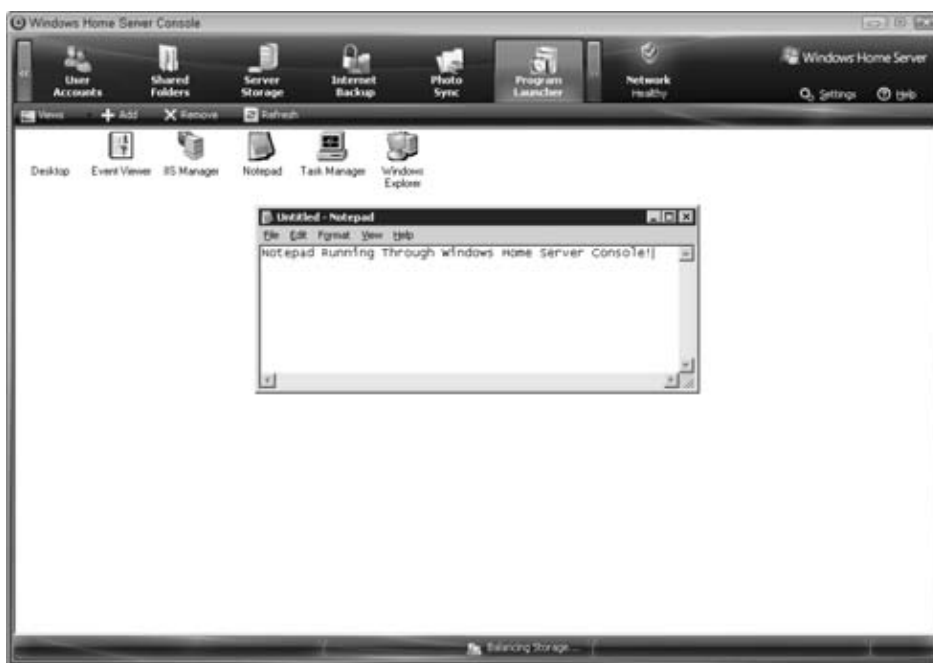 Windows Home Server Console
User Accounts
Shared Folders
Server Storage
Internet Backup
Photo Sync
Program Launcher
Network Healthy
Windows Home Server
Settings
Help
Views
Add
Remove
Refresh
Desktop
Event Viewer
IIS Manager
Notepad
Task Manager
Windows Explorer
Untitled - Notepad
File Edit Format View Help
Notepad Running Through Windows Home Server Console!
Balancing Storage...